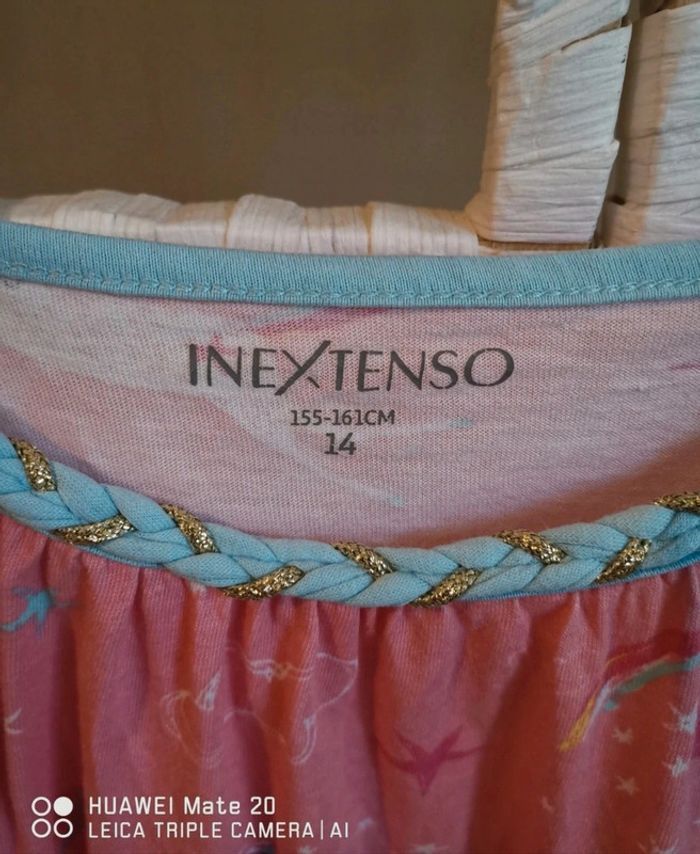 INEXTENSO
155-161CM
14
HUAWEI Mate 20
LEICA TRIPLE CAMERA | AI